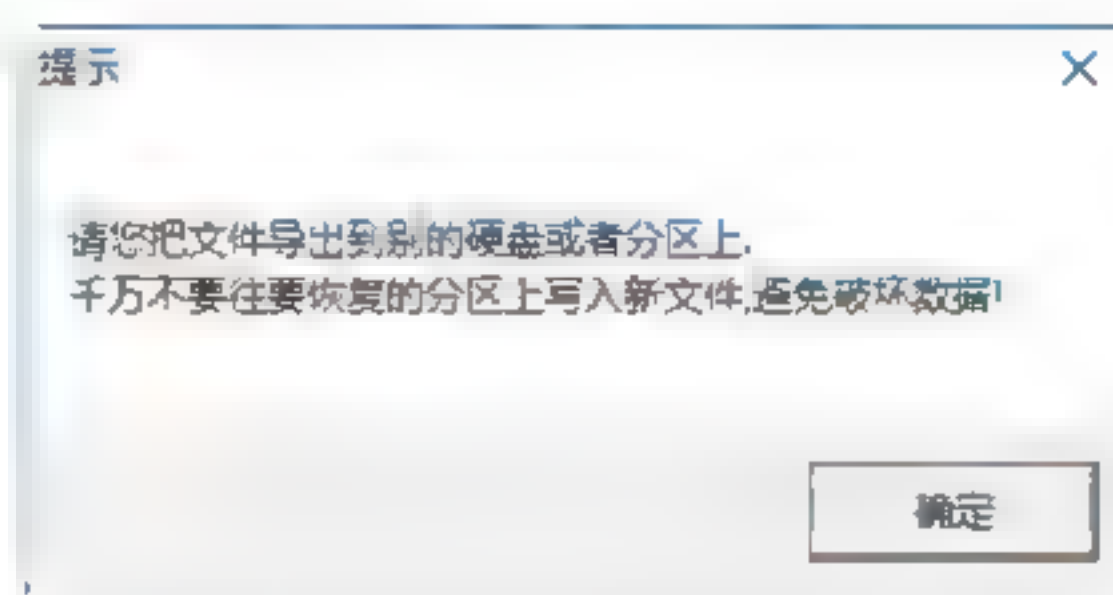 提示
请您把文件导出到别的硬盘或者分区上.
千万不要往要恢复的分区上写入新文件,避免破坏数据!
确定